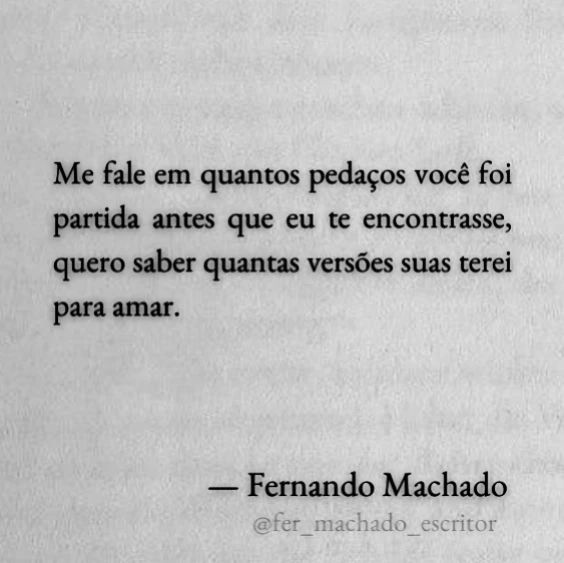 Me fale em quantos pedaços você foi
partida antes que eu te encontrasse,
quero saber quantas versões suas terei
para amar.
— Fernando Machado
@fer_machado_escritor